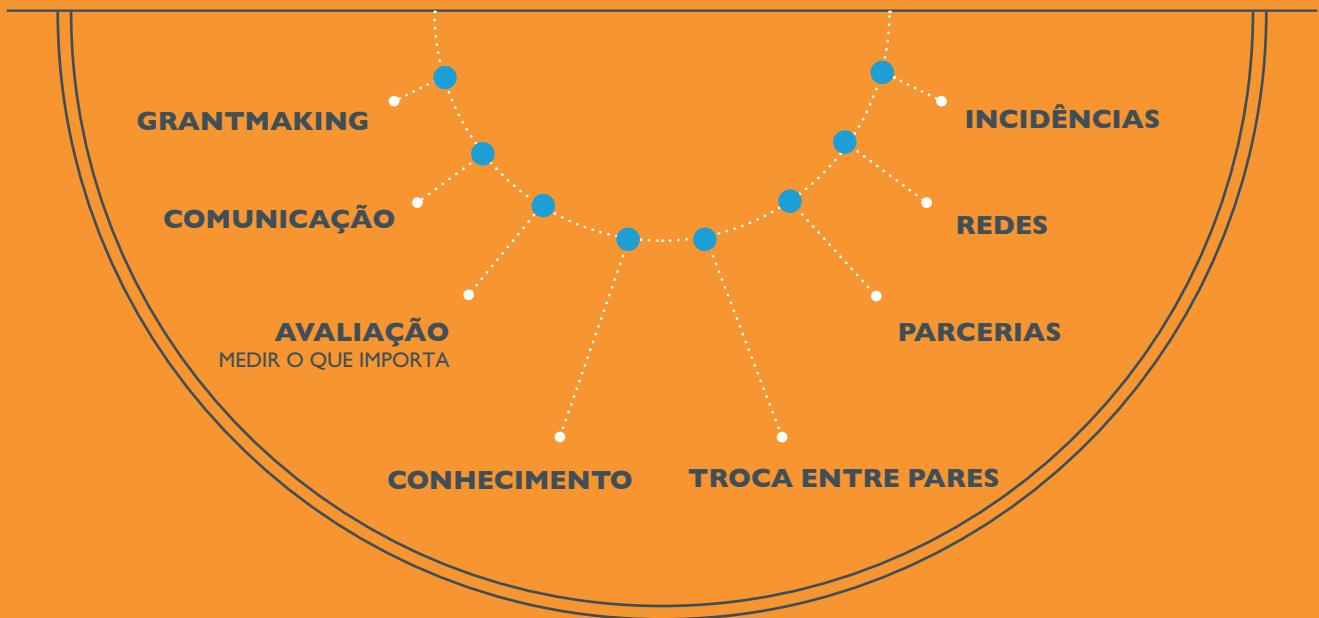 GRANTMAKING
INCIDÊNCIAS
COMUNICAÇÃO
REDES
AVALIAÇÃO
MEDIR O QUE IMPORTA
PARCERIAS
CONHECIMENTO
TROCA ENTRE PARES